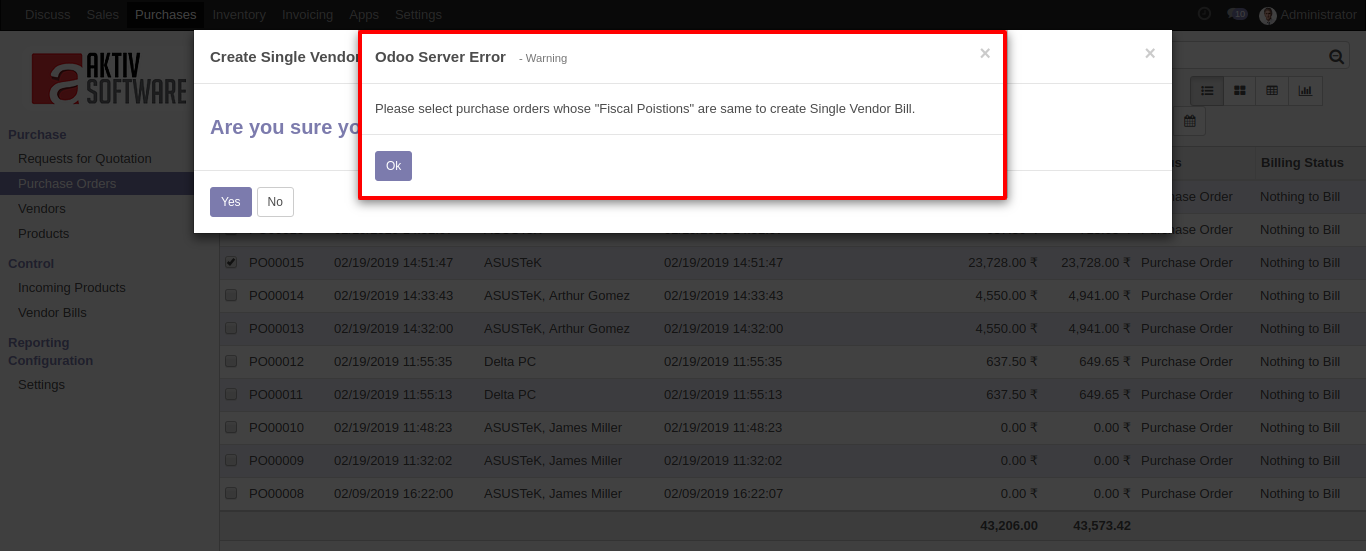 Discuss Sales Purchases Inventory Invoicing Apps Settings 10 Administrator
AKTIV
SOFTWARE
Create Single Vendor
×
Odoo Server Error - Warning ×
Please select purchase orders whose "Fiscal Poistions" are same to create Single Vendor Bill.
Ok
Are you sure yo
Yes No
Purchase
Requests for Quotation
Purchase Orders
Vendors
Products
Control
Incoming Products
Vendor Bills
Reporting
Configuration
Settings
Billing Status
Purchase Order Nothing to Bill
Purchase Order Nothing to Bill
PO00015 02/19/2019 14:51:47 ASUSTeK 02/19/2019 14:51:47 23,728.00 ₹ 23,728.00 ₹ Purchase Order Nothing to Bill
PO00014 02/19/2019 14:33:43 ASUSTeK, Arthur Gomez 02/19/2019 14:33:43 4,550.00 ₹ 4,941.00 ₹ Purchase Order Nothing to Bill
PO00013 02/19/2019 14:32:00 ASUSTeK, Arthur Gomez 02/19/2019 14:32:00 4,550.00 ₹ 4,941.00 ₹ Purchase Order Nothing to Bill
PO00012 02/19/2019 11:55:35 Delta PC 02/19/2019 11:55:35 637.50 ₹ 649.65 ₹ Purchase Order Nothing to Bill
PO00011 02/19/2019 11:55:13 Delta PC 02/19/2019 11:55:13 637.50 ₹ 649.65 ₹ Purchase Order Nothing to Bill
PO00010 02/19/2019 11:48:23 ASUSTeK, James Miller 02/19/2019 11:48:23 0.00 ₹ 0.00 ₹ Purchase Order Nothing to Bill
PO00009 02/19/2019 11:32:02 ASUSTeK, James Miller 02/19/2019 11:32:02 0.00 ₹ 0.00 ₹ Purchase Order Nothing to Bill
PO00008 02/09/2019 16:22:00 ASUSTeK, James Miller 02/09/2019 16:22:07 0.00 ₹ 0.00 ₹ Purchase Order Nothing to Bill
43,206.00 43,573.42